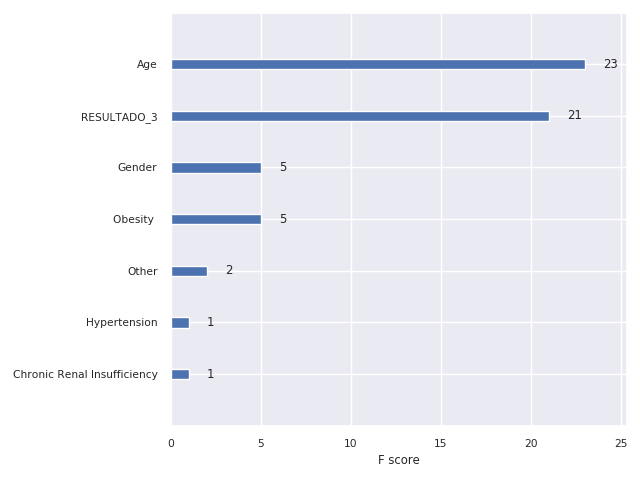 Age 23
RESULTADO_3 21
Gender 5
Obesity 5
Other 2
Hypertension 1
Chronic Renal Insufficiency 1
0 5 10 15 20 25
F score